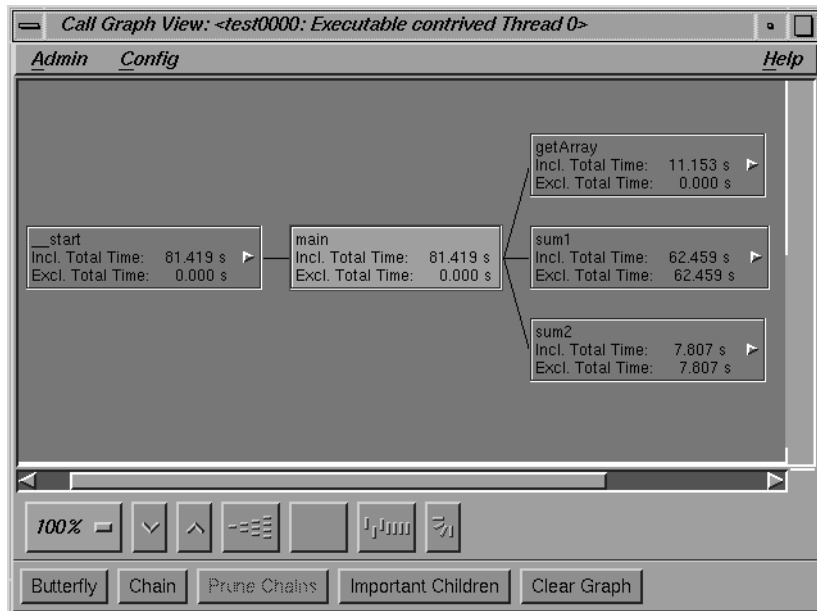 Call Graph View: <test0000: Executable contrived Thread 0>
Admin Config Help
getArray
Incl. Total Time: 11.153 s
Excl. Total Time: 0.000 s
__start
Incl. Total Time: 81.419 s
Excl. Total Time: 0.000 s
main
Incl. Total Time: 81.419 s
Excl. Total Time: 0.000 s
sum1
Incl. Total Time: 62.459 s
Excl. Total Time: 62.459 s
sum2
Incl. Total Time: 7.807 s
Excl. Total Time: 7.807 s
100%
Butterfly Chain Prune Chains Important Children Clear Graph